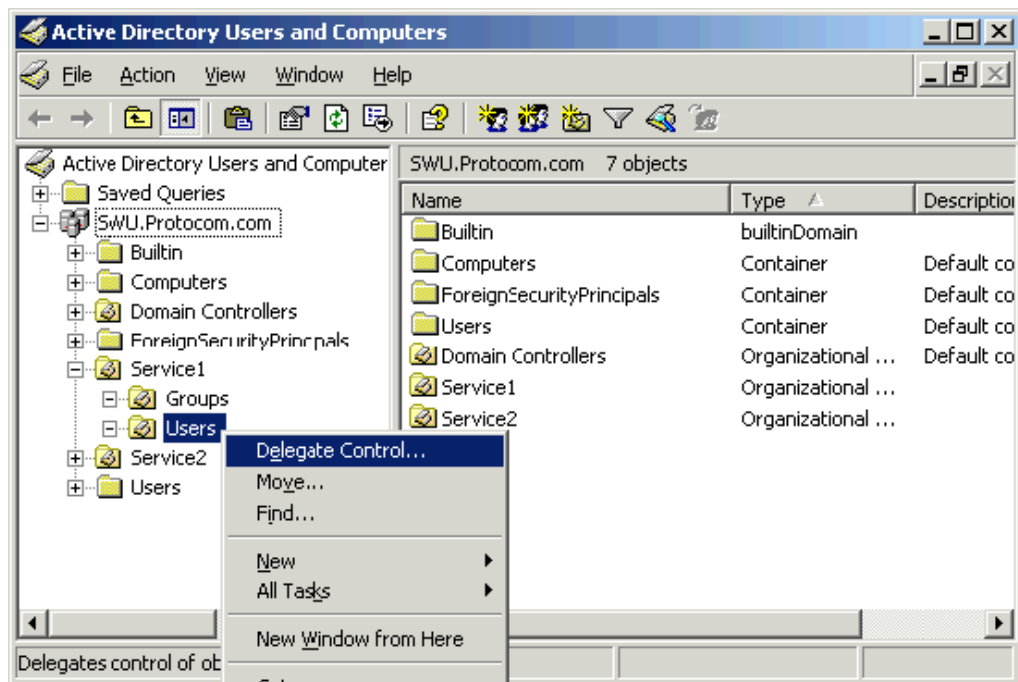 Active Directory Users and Computers
File Action View Window Help
Active Directory Users and Computer
Saved Queries
SWU.Protocom.com
Builtin
Computers
Domain Controllers
ForeignSecurityPrincpals
Service1
Groups
Users
Service2
Users
SWU.Protocom.com 7 objects
Name Type Description
Builtin builtinDomain
Computers Container Default co
ForeignSecurityPrincipals Container Default co
Users Container Default co
Domain Controllers Organizational ... Default co
Service1 Organizational ...
Service2 Organizational ...
Delegate Control...
Move...
Find...
New
All Tasks
New Window from Here
Delegates control of ob